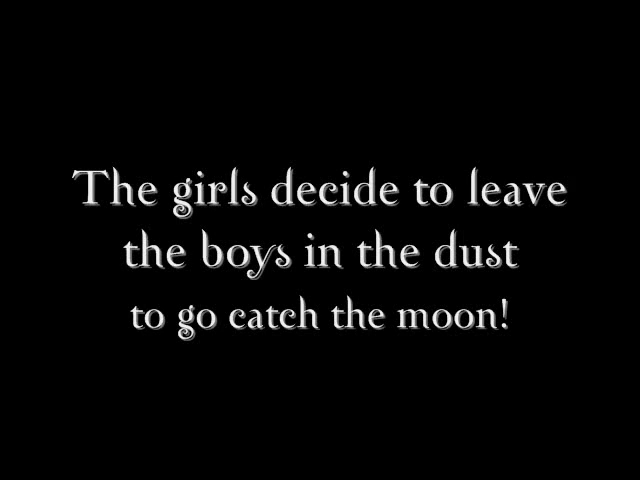 The girls decide to leave
the boys in the dust
to go catch the moon!